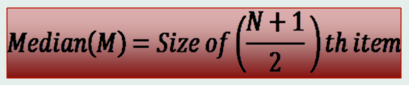 Median(M) = Size of (N + 1 / 2) th item